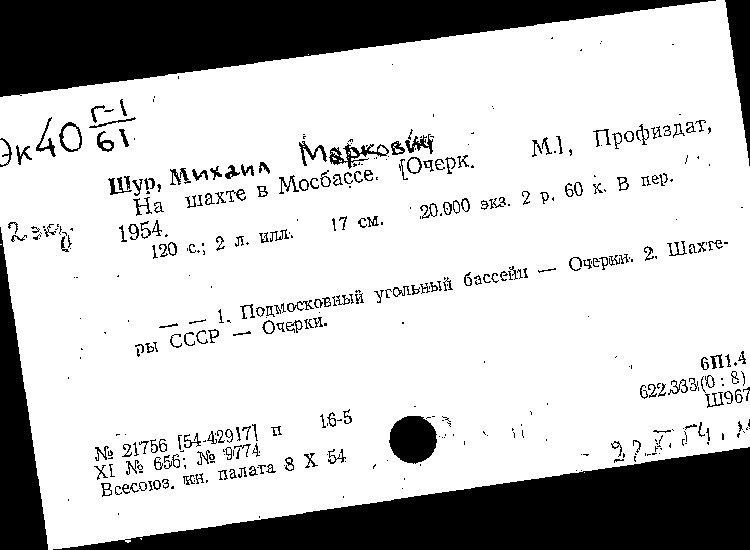 Эк40 Г-1/61
Шур, Михаил Маркович
На шахте в Мосбассе. [Очерк. М.], Профиздат,
2 экз. 1954.
120 с.; 2 л. илл. 17 см. 20.000 экз. 2 р. 60 к. В пер.
— — 1. Подмосковный угольный бассейн — Очерки. 2. Шахте-
ры СССР — Очерки.
6П1.4
622.333(0 : 8)
Ш967
№ 21756 [54-42917] п 16-5
XI № 656; № 9774
Всесоюз. кн. палата 8 X 54
27.X.54.